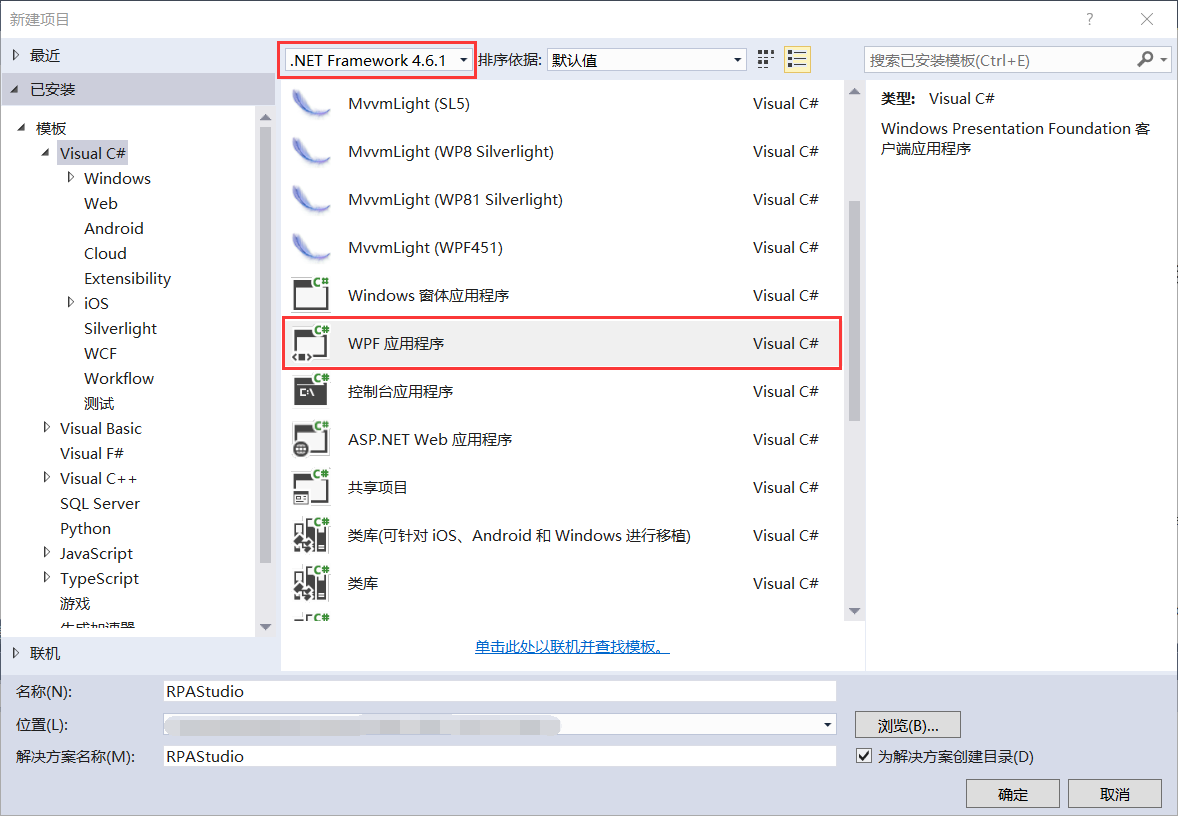 新建项目
?
最近
已安装
模板
Visual C#
Windows
Web
Android
Cloud
Extensibility
iOS
Silverlight
WCF
Workflow
测试
Visual Basic
Visual F#
Visual C++
SQL Server
Python
JavaScript
TypeScript
游戏
生成加速器
联机
.NET Framework 4.6.1
排序依据:
默认值
MvvmLight (SL5) Visual C#
MvvmLight (WP8 Silverlight) Visual C#
MvvmLight (WP81 Silverlight) Visual C#
MvvmLight (WPF451) Visual C#
C# Windows 窗体应用程序 Visual C#
C# WPF 应用程序 Visual C#
C# C:\ 控制台应用程序 Visual C#
C# ASP.NET Web 应用程序 Visual C#
C# 共享项目 Visual C#
C# 类库(可针对 iOS、Android 和 Windows 进行移植) Visual C#
C# 类库 Visual C#
C#
单击此处以联机并查找模板。
搜索已安装模板(Ctrl+E)
类型: Visual C#
Windows Presentation Foundation 客
户端应用程序
名称(N): RPAStudio
位置(L):
浏览(B)...
解决方案名称(M): RPAStudio
为解决方案创建目录(D)
确定
取消